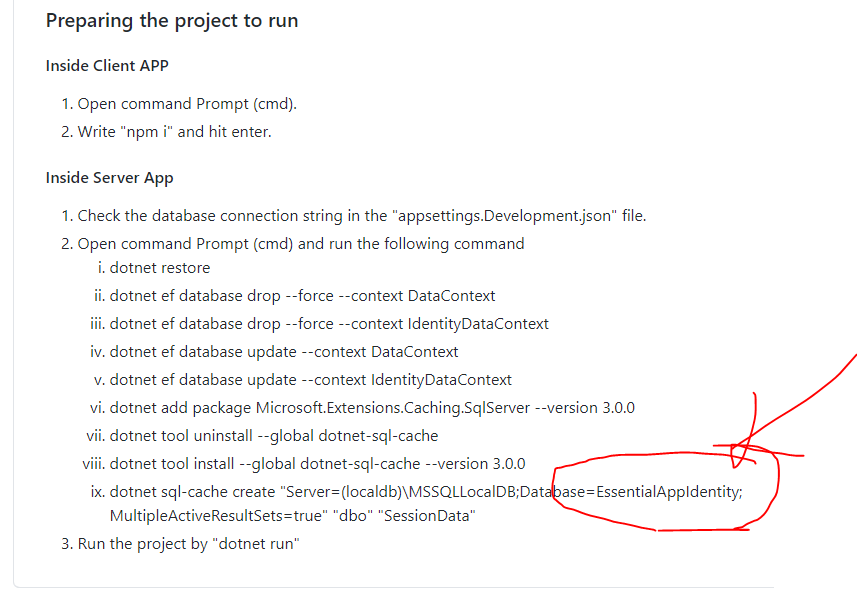 Preparing the project to run
Inside Client APP
1. Open command Prompt (cmd).
2. Write "npm i" and hit enter.
Inside Server App
1. Check the database connection string in the "appsettings.Development.json" file.
2. Open command Prompt (cmd) and run the following command
i. dotnet restore
ii. dotnet ef database drop --force --context DataContext
iii. dotnet ef database drop --force --context IdentityDataContext
iv. dotnet ef database update --context DataContext
v. dotnet ef database update --context IdentityDataContext
vi. dotnet add package Microsoft.Extensions.Caching.SqlServer --version 3.0.0
vii. dotnet tool uninstall --global dotnet-sql-cache
viii. dotnet tool install --global dotnet-sql-cache --version 3.0.0
ix. dotnet sql-cache create "Server=(localdb)\MSSQLLocalDB;Database=EssentialAppIdentity;
MultipleActiveResultSets=true" "dbo" "SessionData"
3. Run the project by "dotnet run"